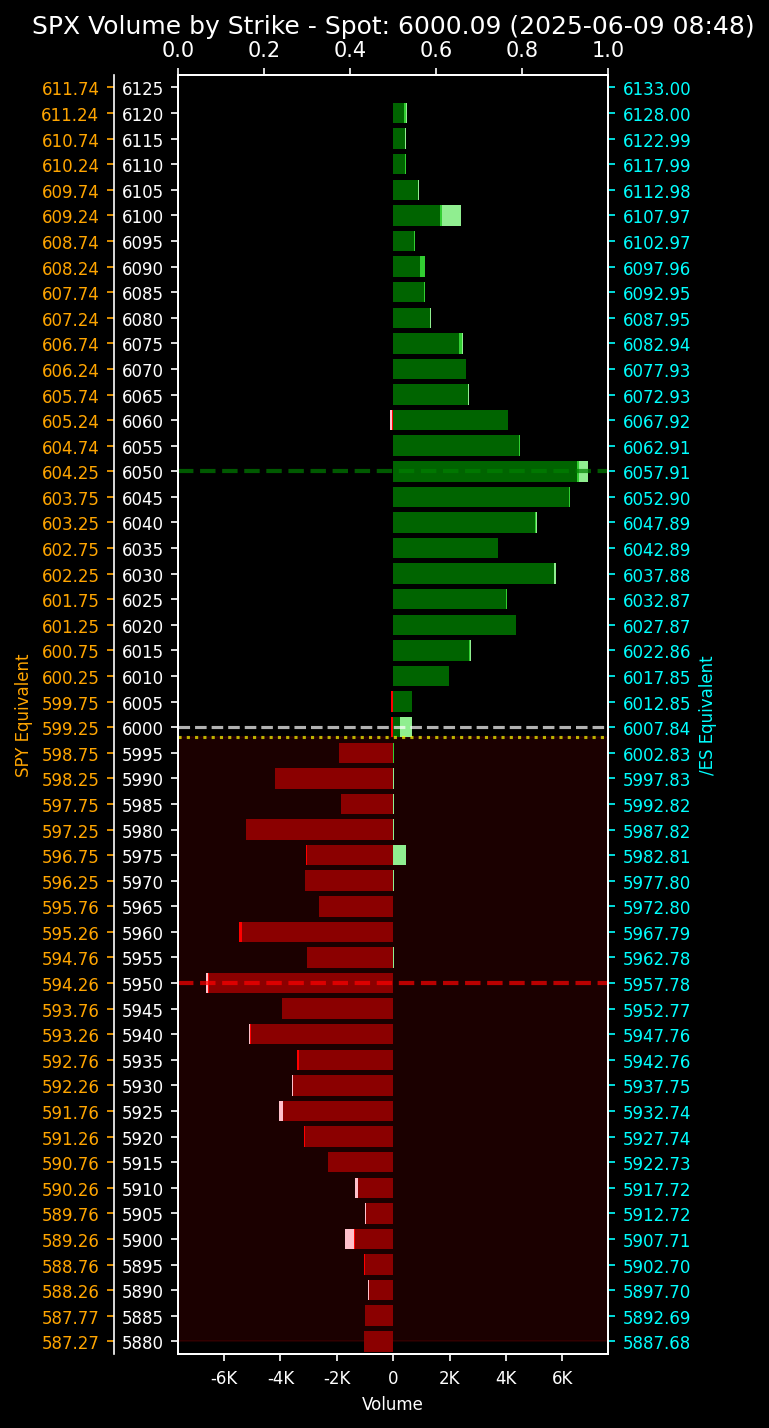 SPX Volume by Strike - Spot: 6000.09 (2025-06-09 08:48)
0.0 0.2 0.4 0.6 0.8 1.0
611.74 6125 6133.00
611.24 6120 6128.00
610.74 6115 6122.99
610.24 6110 6117.99
609.74 6105 6112.98
609.24 6100 6107.97
608.74 6095 6102.97
608.24 6090 6097.96
607.74 6085 6092.95
607.24 6080 6087.95
606.74 6075 6082.94
606.24 6070 6077.93
605.74 6065 6072.93
605.24 6060 6067.92
604.74 6055 6062.91
604.25 6050 6057.91
603.75 6045 6052.90
603.25 6040 6047.89
602.75 6035 6042.89
602.25 6030 6037.88
601.75 6025 6032.87
601.25 6020 6027.87
600.75 6015 6022.86
600.25 6010 6017.85
599.75 6005 6012.85
599.25 6000 6007.84
598.75 5995 6002.83
598.25 5990 5997.83
597.75 5985 5992.82
597.25 5980 5987.82
596.75 5975 5982.81
596.25 5970 5977.80
595.76 5965 5972.80
595.26 5960 5967.79
594.76 5955 5962.78
594.26 5950 5957.78
593.76 5945 5952.77
593.26 5940 5947.76
592.76 5935 5942.76
592.26 5930 5937.75
591.76 5925 5932.74
591.26 5920 5927.74
590.76 5915 5922.73
590.26 5910 5917.72
589.76 5905 5912.72
589.26 5900 5907.71
588.76 5895 5902.70
588.26 5890 5897.70
587.77 5885 5892.69
587.27 5880 5887.68
SPY Equivalent
/ES Equivalent
-6K -4K -2K 0 2K 4K 6K
Volume